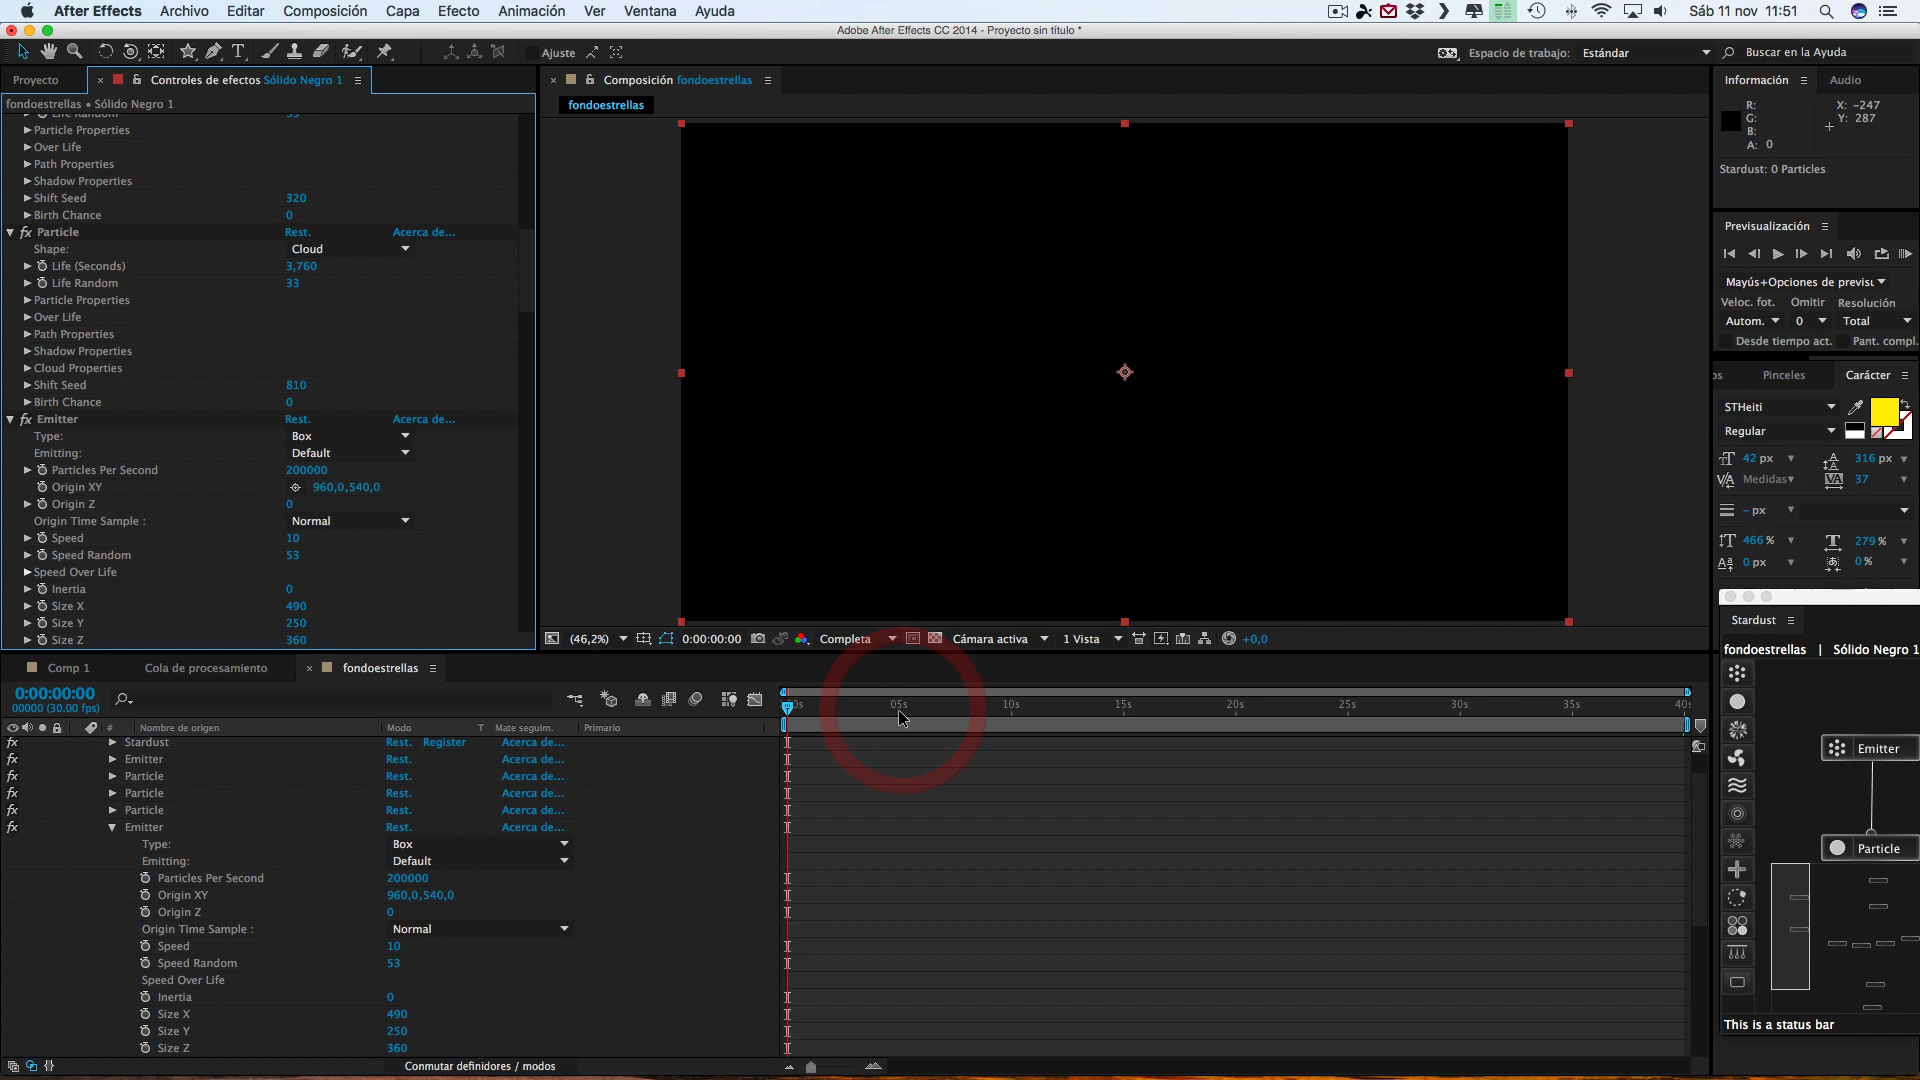 After Effects Archivo Editar Composición Capa Efecto Animación Ver Ventana Ayuda Sáb 11 nov 11:51
Adobe After Effects CC 2014 - Proyecto sin título *
Ajuste Espacio de trabajo: Estándar Buscar en la Ayuda
Proyecto × Controles de efectos Sólido Negro 1
× Composición fondoestrellas
Información Audio
fondoestrellas • Sólido Negro 1
fondoestrellas
R: X: -247
G: Y: 287
B:
A: 0
Stardust: 0 Particles
Life Random 33
Particle Properties
Over Life
Path Properties
Shadow Properties
Shift Seed 320
Birth Chance 0
fx Particle Rest. Acerca de...
Shape: Cloud
Life (Seconds) 3,760
Life Random 33
Particle Properties
Over Life
Path Properties
Shadow Properties
Cloud Properties
Shift Seed 810
Birth Chance 0
fx Emitter Rest. Acerca de...
Type: Box
Emitting: Default
Particles Per Second 200000
Origin XY 960,0,540,0
Origin Z 0
Origin Time Sample : Normal
Speed 10
Speed Random 53
Speed Over Life
Inertia 0
Size X 490
Size Y 250
Size Z 360
(46,2%) 0:00:00:00 Completa Cámara activa 1 Vista +0,0
Previsualización
Mayús+Opciones de previsu
Veloc. fot. Omitir Resolución
Autom. 0 Total
Desde tiempo act. Pant. compl.
os Pinceles Carácter
STHeiti
Regular
42 px 316 px
Medidas 37
- px
466 % 279 %
0 px 0 %
Stardust
fondoestrellas | Sólido Negro 1
Emitter
Particle
This is a status bar
Comp 1 Cola de procesamiento × fondoestrellas
0:00:00:00
00000 (30.00 fps)
05s 10s 15s 20s 25s 30s 35s 40s
# Nombre de origen Modo T Mate seguim. Primario
fx Stardust Rest. Register Acerca de...
fx Emitter Rest. Acerca de...
fx Particle Rest. Acerca de...
fx Particle Rest. Acerca de...
fx Particle Rest. Acerca de...
fx Emitter Rest. Acerca de...
Type: Box
Emitting: Default
Particles Per Second 200000
Origin XY 960,0,540,0
Origin Z 0
Origin Time Sample : Normal
Speed 10
Speed Random 53
Speed Over Life
Inertia 0
Size X 490
Size Y 250
Size Z 360
Conmutar definidores / modos